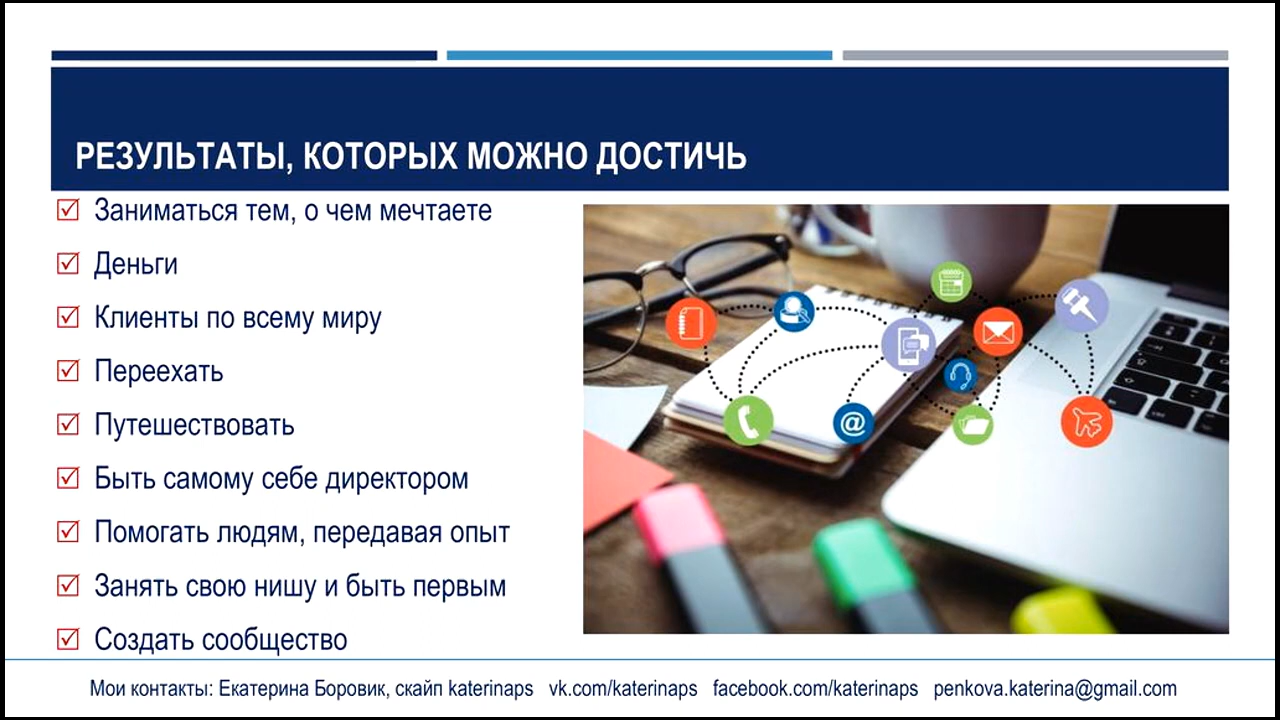 РЕЗУЛЬТАТЫ, КОТОРЫХ МОЖНО ДОСТИЧЬ
Заниматься тем, о чем мечтаете
Деньги
Клиенты по всему миру
Переехать
Путешествовать
Быть самому себе директором
Помогать людям, передавая опыт
Занять свою нишу и быть первым
Создать сообщество
@
Мои контакты: Екатерина Боровик, скайп katerinaps vk.com/katerinaps facebook.com/katerinaps penkova.katerina@gmail.com